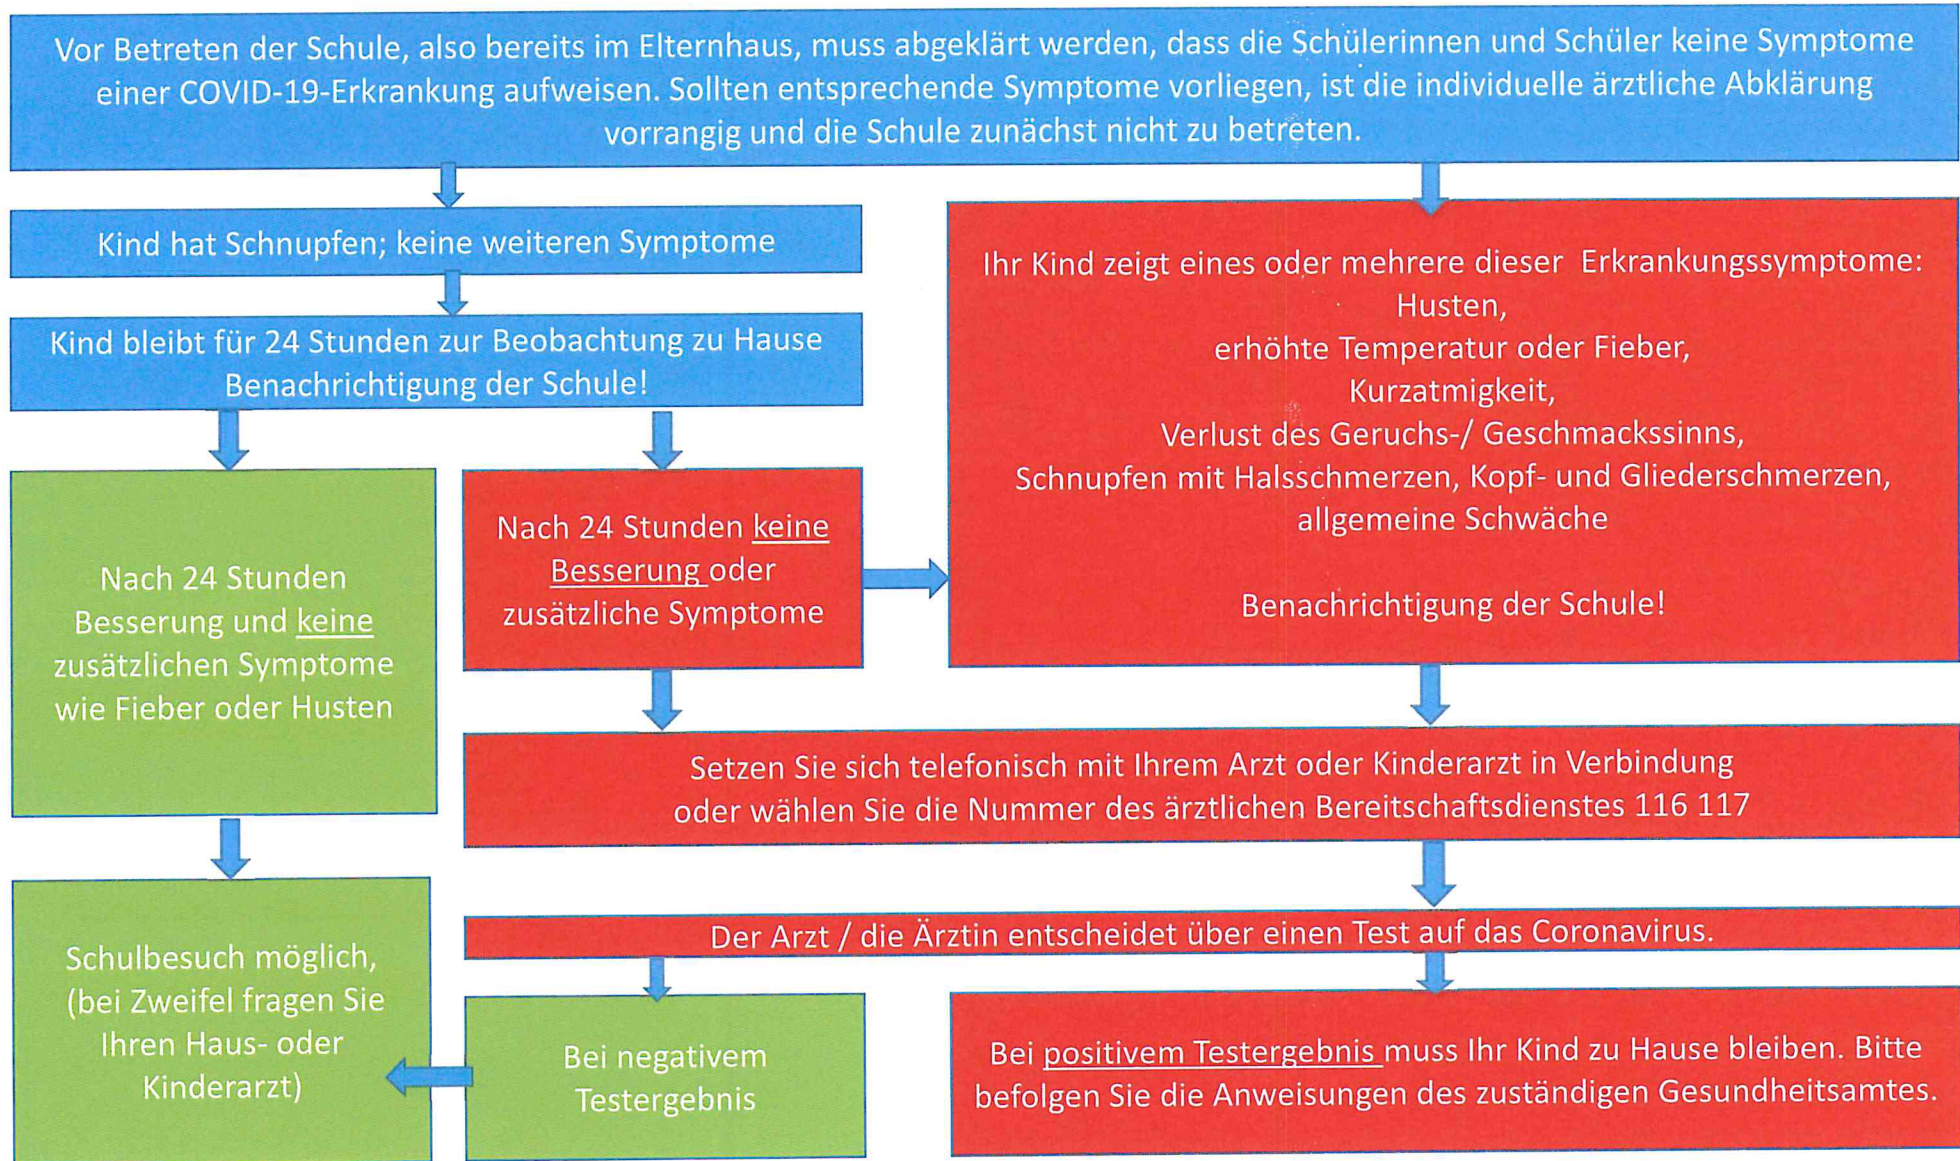 Vor Betreten der Schule, also bereits im Elternhaus, muss abgeklärt werden, dass die Schülerinnen und Schüler keine Symptome
einer COVID-19-Erkrankung aufweisen. Sollten entsprechende Symptome vorliegen, ist die individuelle ärztliche Abklärung
vorrangig und die Schule zunächst nicht zu betreten.
Kind hat Schnupfen; keine weiteren Symptome
Kind bleibt für 24 Stunden zur Beobachtung zu Hause
Benachrichtigung der Schule!
Ihr Kind zeigt eines oder mehrere dieser Erkrankungssymptome:
Husten,
erhöhte Temperatur oder Fieber,
Kurzatmigkeit,
Verlust des Geruchs-/ Geschmackssinns,
Schnupfen mit Halsschmerzen, Kopf- und Gliederschmerzen,
allgemeine Schwäche
Benachrichtigung der Schule!
Nach 24 Stunden
Besserung und keine
zusätzlichen Symptome
wie Fieber oder Husten
Nach 24 Stunden keine
Besserung oder
zusätzliche Symptome
Setzen Sie sich telefonisch mit Ihrem Arzt oder Kinderarzt in Verbindung
oder wählen Sie die Nummer des ärztlichen Bereitschaftsdienstes 116 117
Der Arzt / die Ärztin entscheidet über einen Test auf das Coronavirus.
Schulbesuch möglich,
(bei Zweifel fragen Sie
Ihren Haus- oder
Kinderarzt)
Bei negativem
Testergebnis
Bei positivem Testergebnis muss Ihr Kind zu Hause bleiben. Bitte
befolgen Sie die Anweisungen des zuständigen Gesundheitsamtes.